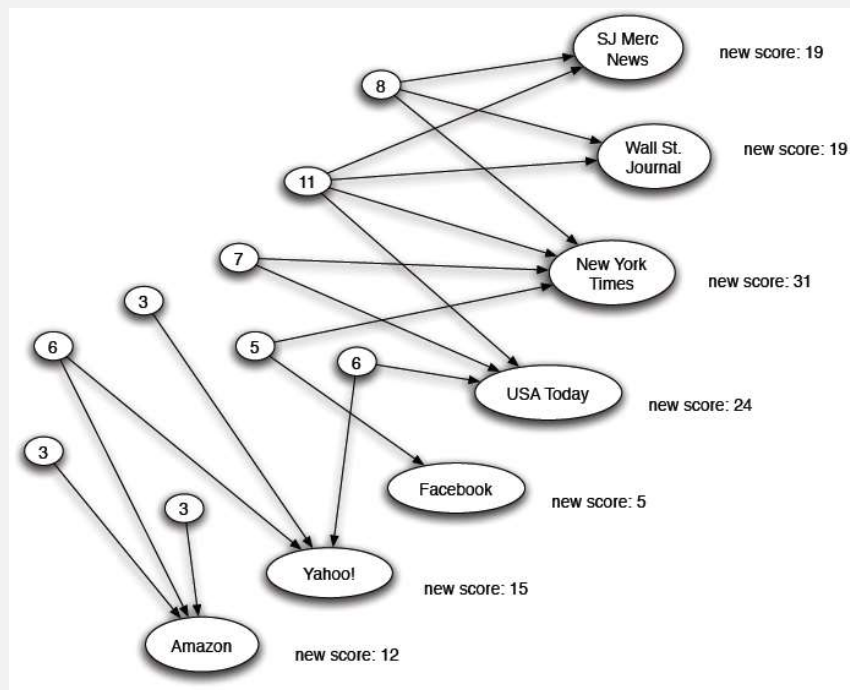 SJ Merc
News
new score: 19
8
Wall St.
Journal
new score: 19
11
7
New York
Times
new score: 31
3
6
5
6
USA Today
new score: 24
3
Facebook
new score: 5
3
Yahoo!
new score: 15
Amazon
new score: 12